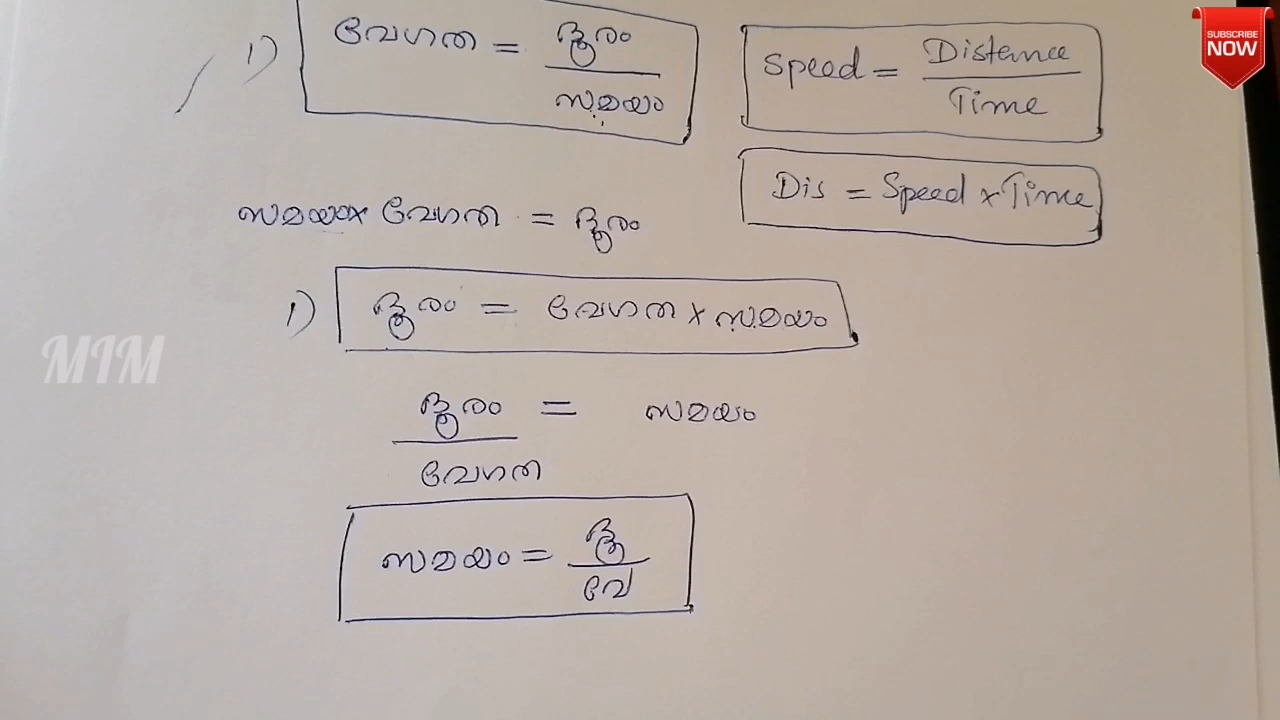 1) വേഗത = ദൂരം
സമയം
Speed = Distance
Time
Dis = Speed × Time
സമയം × വേഗത = ദൂരം
1) ദൂരം = വേഗത × സമയം
ദൂരം = സമയം
വേഗത
സമയം = ദൂ
വേ
MIM
SUBSCRIBE
NOW